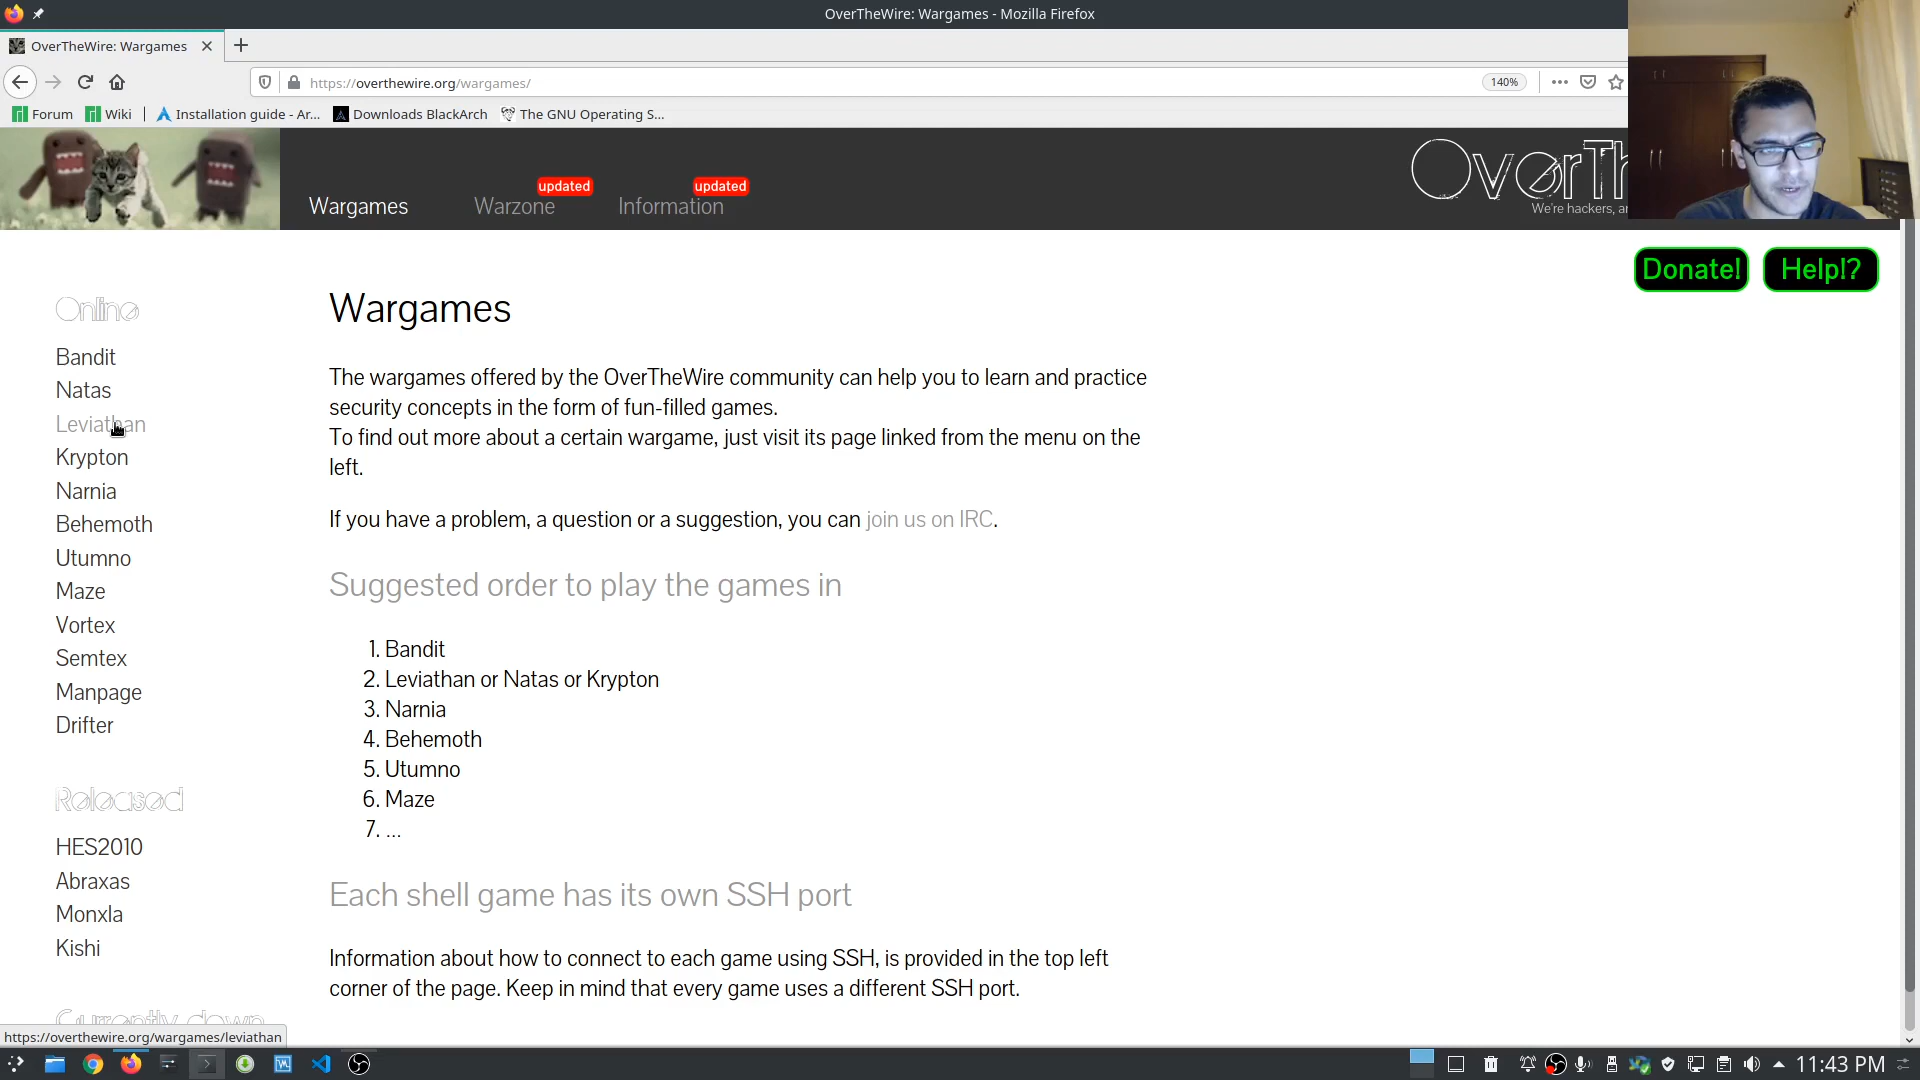 OverTheWire: Wargames - Mozilla Firefox
OverTheWire: Wargames
https://overthewire.org/wargames/
140%
Forum
Wiki
Installation guide - Ar...
Downloads BlackArch
The GNU Operating S...
Wargames
Warzone
updated
Information
updated
We're hackers,
Donate!
Help!?
Online
Bandit
Natas
Leviathan
Krypton
Narnia
Behemoth
Utumno
Maze
Vortex
Semtex
Manpage
Drifter
Released
HES2010
Abraxas
Monxla
Kishi
Currently down
Wargames
The wargames offered by the OverTheWire community can help you to learn and practice
security concepts in the form of fun-filled games.
To find out more about a certain wargame, just visit its page linked from the menu on the
left.
If you have a problem, a question or a suggestion, you can join us on IRC.
Suggested order to play the games in
1. Bandit
2. Leviathan or Natas or Krypton
3. Narnia
4. Behemoth
5. Utumno
6. Maze
7. ...
Each shell game has its own SSH port
Information about how to connect to each game using SSH, is provided in the top left
corner of the page. Keep in mind that every game uses a different SSH port.
https://overthewire.org/wargames/leviathan
11:43 PM